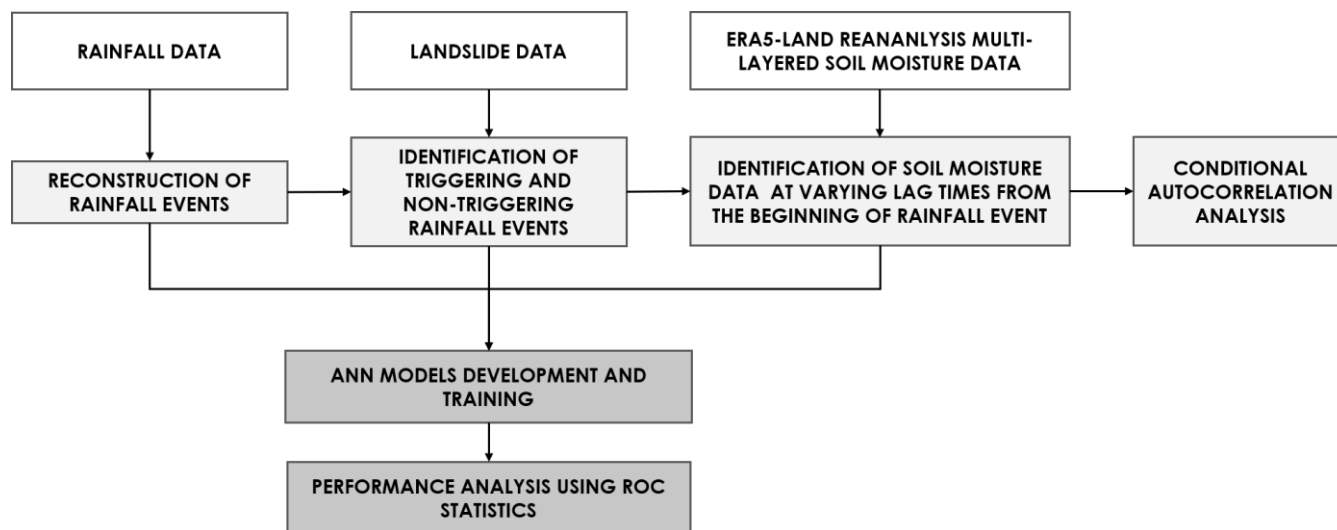 RAINFALL DATA
LANDSLIDE DATA
ERA5-LAND REANANLYSIS MULTI-
LAYERED SOIL MOISTURE DATA
RECONSTRUCTION OF
RAINFALL EVENTS
IDENTIFICATION OF
TRIGGERING AND
NON-TRIGGERING
RAINFALL EVENTS
IDENTIFICATION OF SOIL MOISTURE
DATA AT VARYING LAG TIMES FROM
THE BEGINNING OF RAINFALL EVENT
CONDITIONAL
AUTOCORRELATION
ANALYSIS
ANN MODELS DEVELOPMENT AND
TRAINING
PERFORMANCE ANALYSIS USING ROC
STATISTICS